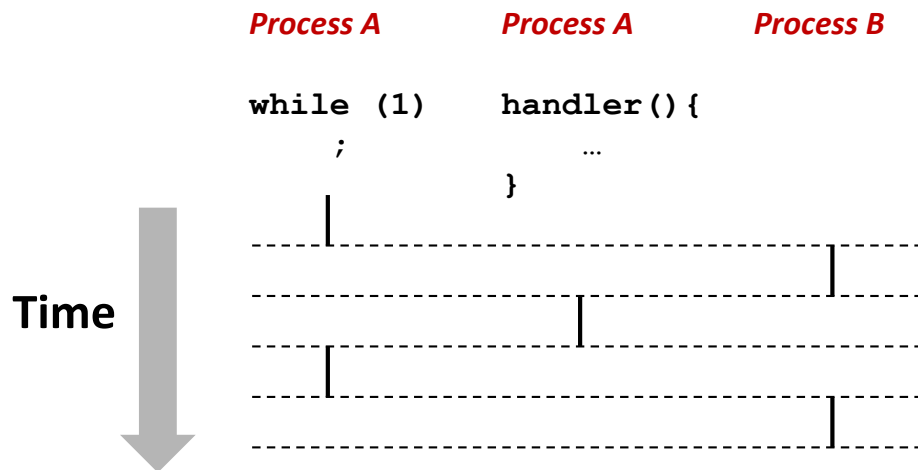 Process A Process A Process B
while (1) handler(){
; …
}
Time